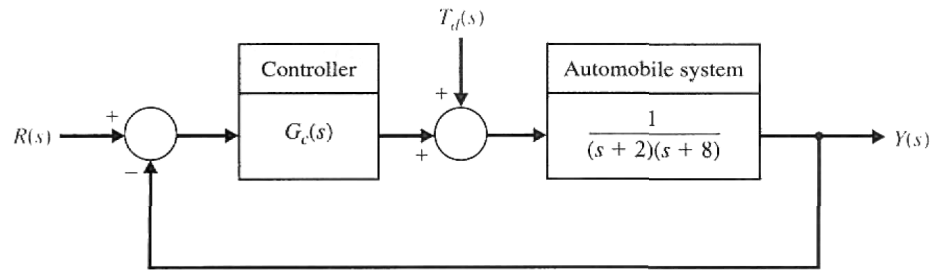 T_d(s)
Controller
Automobile system
+
+
R(s)
G_c(s)
1
(s + 2)(s + 8)
Y(s)
+
−